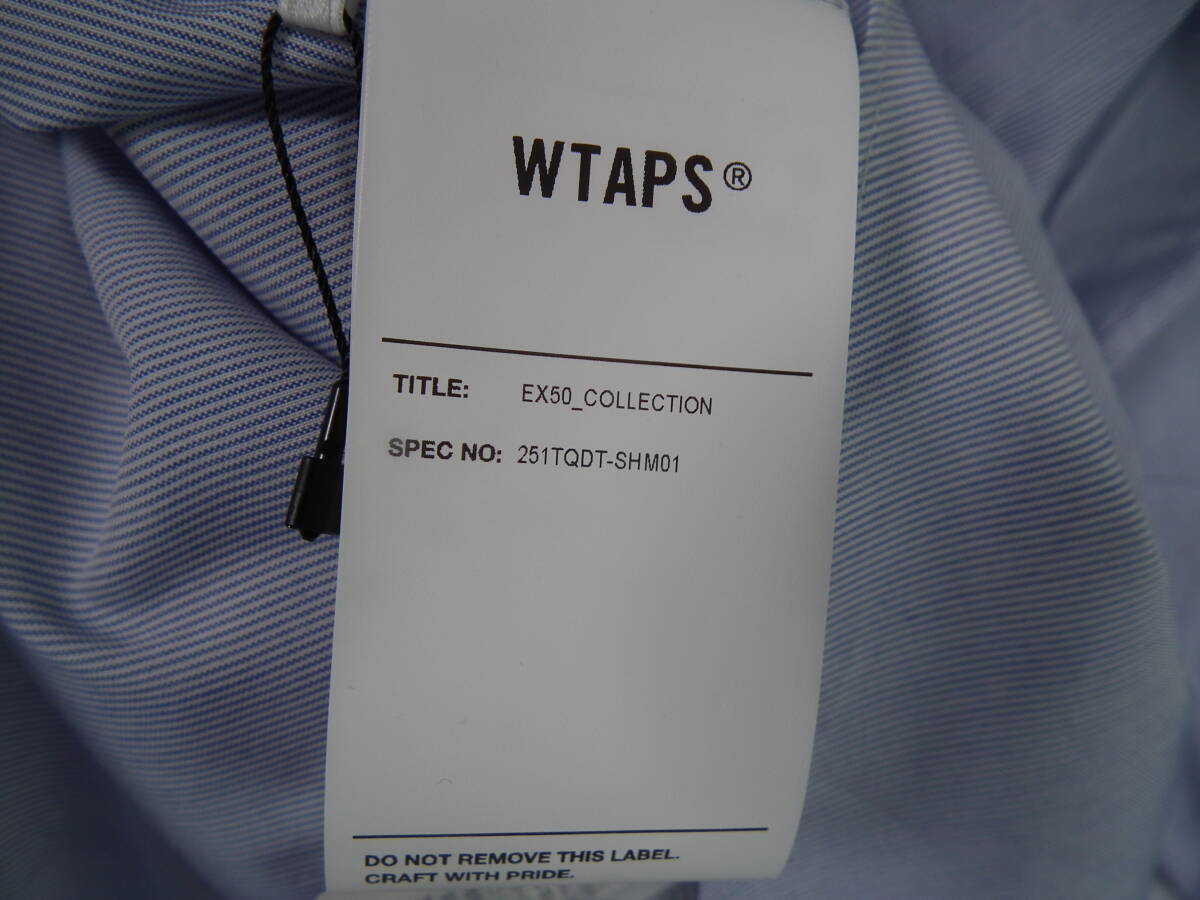 WTAPS®
TITLE: EX50_COLLECTION
SPEC NO: 251TQDT-SHM01
DO NOT REMOVE THIS LABEL.
CRAFT WITH PRIDE.